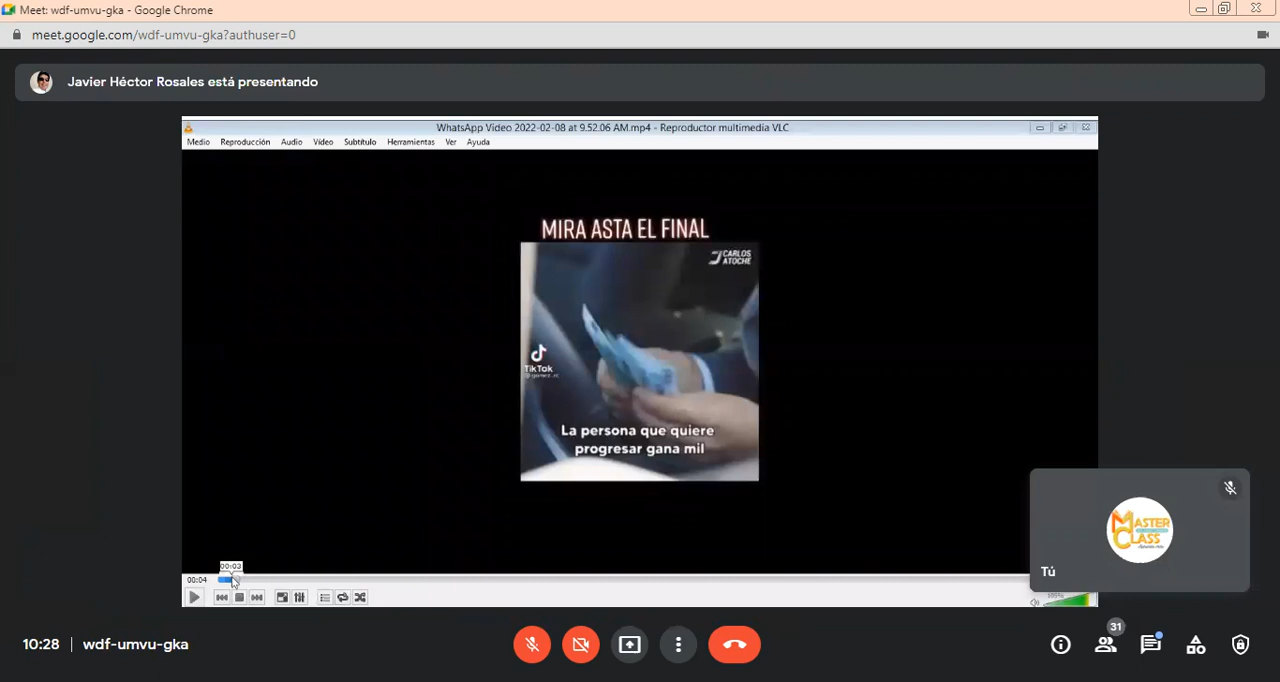 Meet: wdf-umvu-gka - Google Chrome
meet.google.com/wdf-umvu-gka?authuser=0
Javier Héctor Rosales está presentando
WhatsApp Video 2022-02-08 at 9.52.06 AM.mp4 - Reproductor multimedia VLC
Medio Reproducción Audio Vídeo Subtítulo Herramientas Ver Ayuda
MIRA ASTA EL FINAL
CARLOS
ATOCHE
TikTok
La persona que quiere
progresar gana mil
MASTER
CLASS
Tú
00:03
00:04
31
10:28 | wdf-umvu-gka